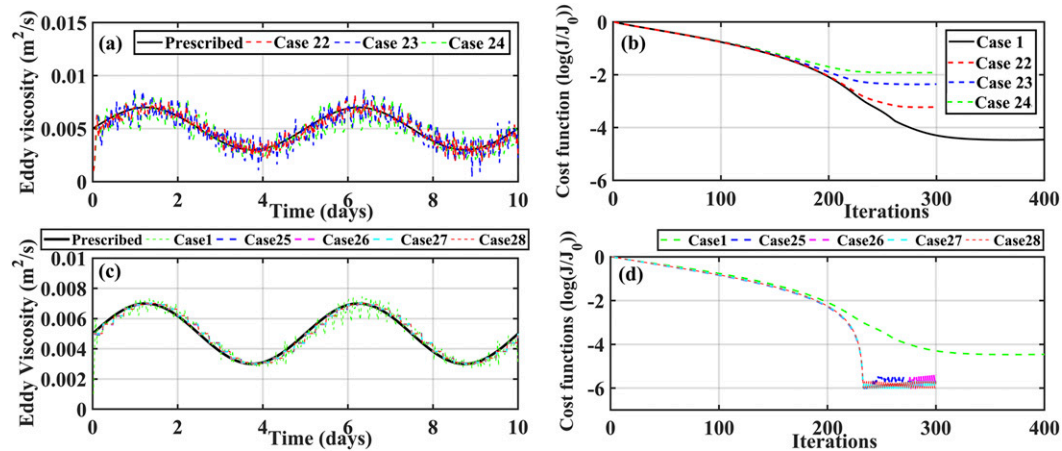 (a)
Prescribed Case 22 Case 23 Case 24
Eddy viscosity (m²/s)
0.015
0.01
0.005
0
0 2 4 6 8 10
Time (days)
(b)
Case 1
Case 22
Case 23
Case 24
Cost function (log(J/J₀))
0
-2
-4
-6
0 100 200 300 400
Iterations
Prescribed Case1 Case25 Case26 Case27 Case28
(c)
Eddy Viscosity (m²/s)
0.01
0.008
0.006
0.004
0.002
0
0 2 4 6 8 10
Time (days)
Case1 Case25 Case26 Case27 Case28
(d)
Cost functions (log(J/J₀))
0
-2
-4
-6
0 100 200 300 400
Iterations